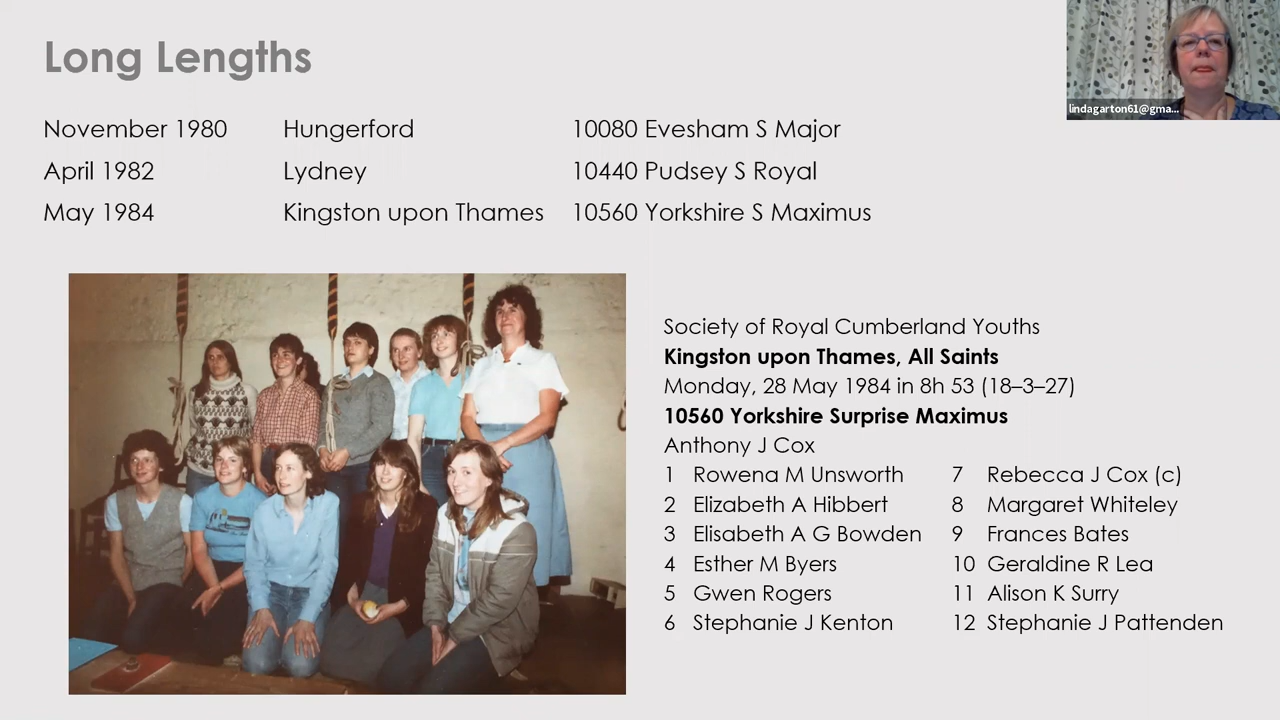 Long Lengths
lindagarton61@gma...
November 1980 Hungerford 10080 Evesham S Major
April 1982 Lydney 10440 Pudsey S Royal
May 1984 Kingston upon Thames 10560 Yorkshire S Maximus
Society of Royal Cumberland Youths
Kingston upon Thames, All Saints
Monday, 28 May 1984 in 8h 53 (18–3–27)
10560 Yorkshire Surprise Maximus
Anthony J Cox
1 Rowena M Unsworth 7 Rebecca J Cox (c)
2 Elizabeth A Hibbert 8 Margaret Whiteley
3 Elisabeth A G Bowden 9 Frances Bates
4 Esther M Byers 10 Geraldine R Lea
5 Gwen Rogers 11 Alison K Surry
6 Stephanie J Kenton 12 Stephanie J Pattenden